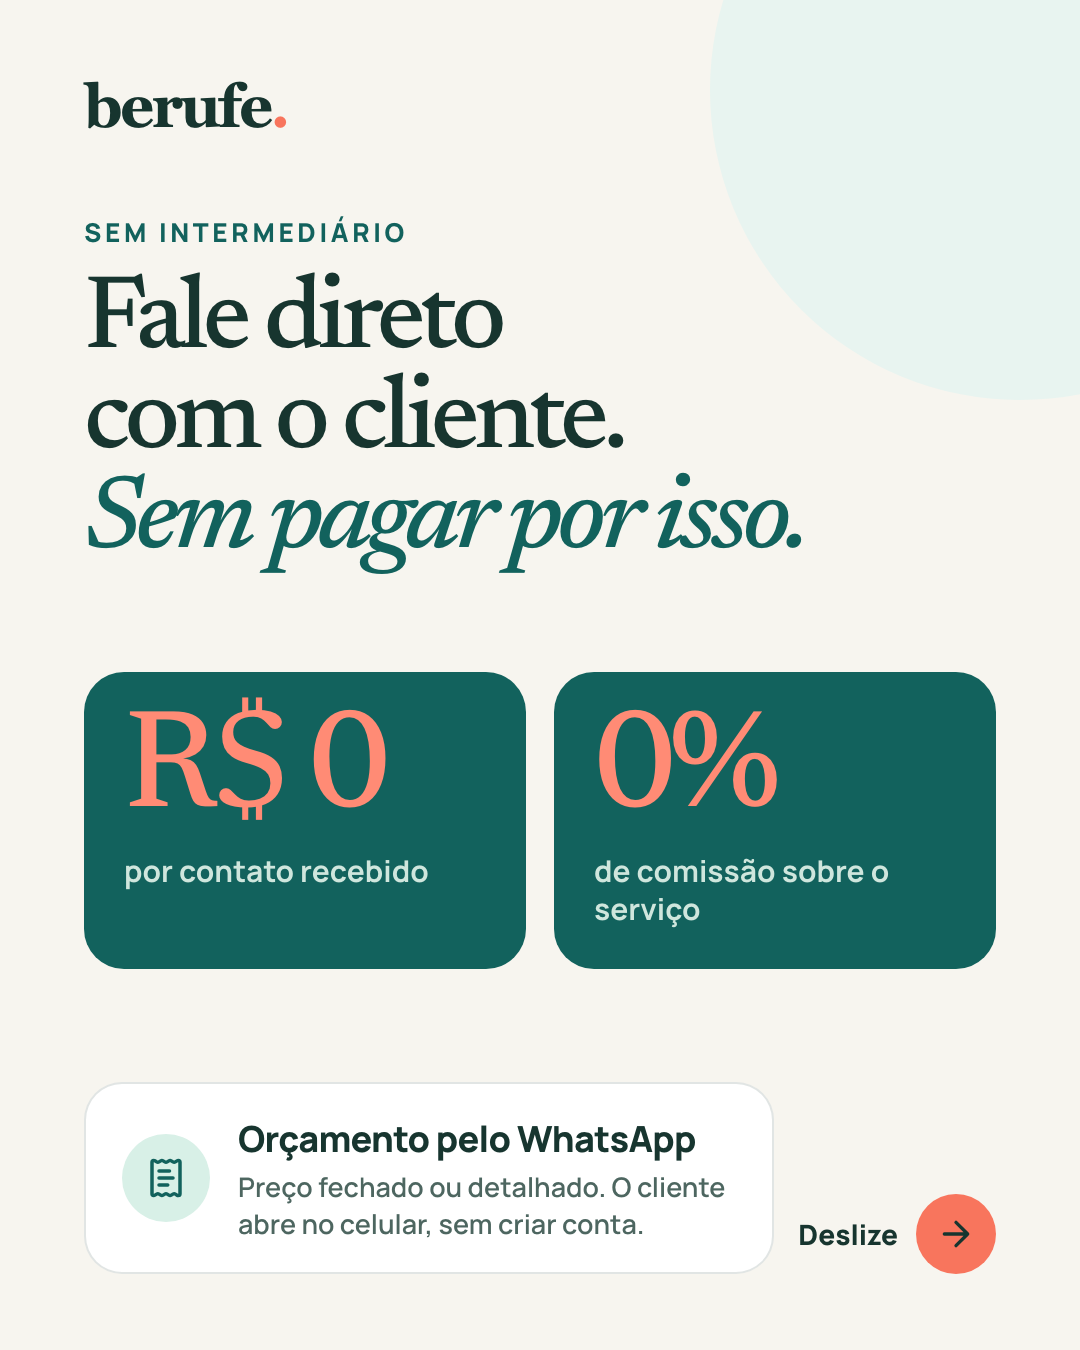 berufe.
SEM INTERMEDIÁRIO
Fale direto
com o cliente.
Sem pagar por isso.
R$ 0
por contato recebido
0%
de comissão sobre o
serviço
Orçamento pelo WhatsApp
Preço fechado ou detalhado. O cliente
abre no celular, sem criar conta.
Deslize